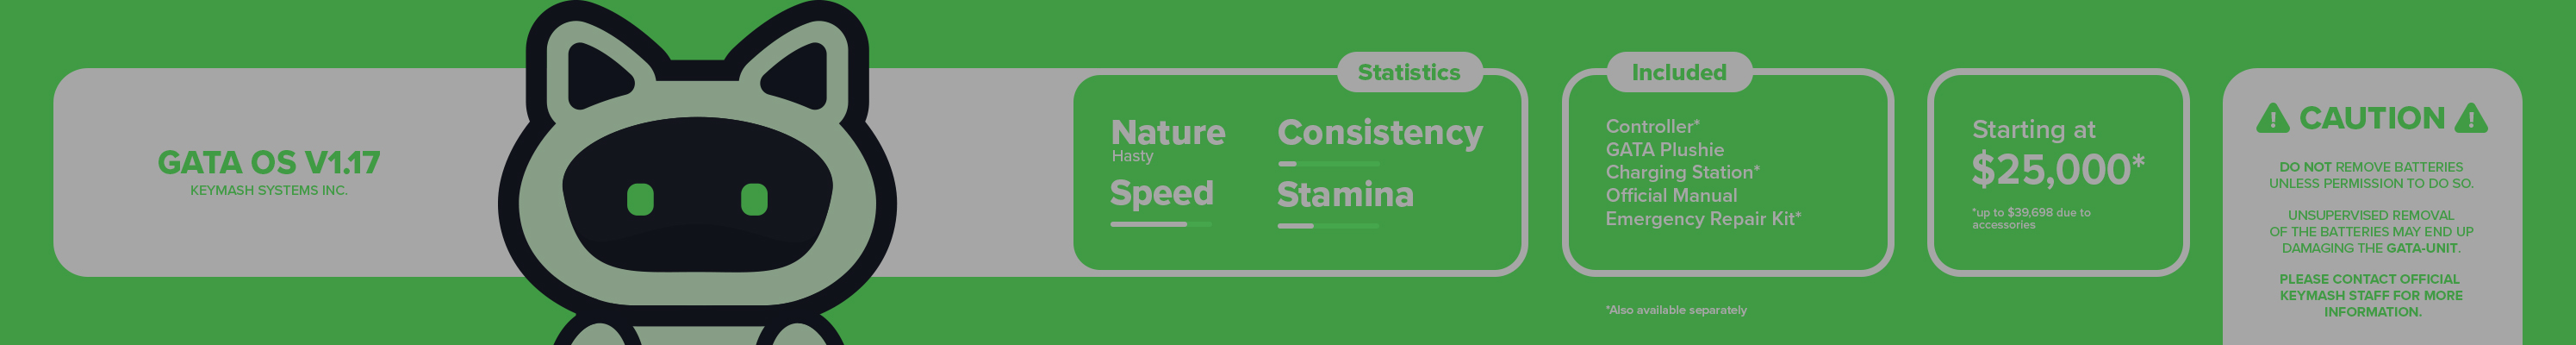 GATA OS V1.17
KEYMASH SYSTEMS INC.
Statistics
Nature
Hasty
Consistency
Speed
Stamina
Included
Controller*
GATA Plushie
Charging Station*
Official Manual
Emergency Repair Kit*
*Also available separately
Starting at
$25,000*
*up to $39,698 due to
accessories
CAUTION
DO NOT REMOVE BATTERIES
UNLESS PERMISSION TO DO SO.
UNSUPERVISED REMOVAL
OF THE BATTERIES MAY END UP
DAMAGING THE GATA-UNIT.
PLEASE CONTACT OFFICIAL
KEYMASH STAFF FOR MORE
INFORMATION.